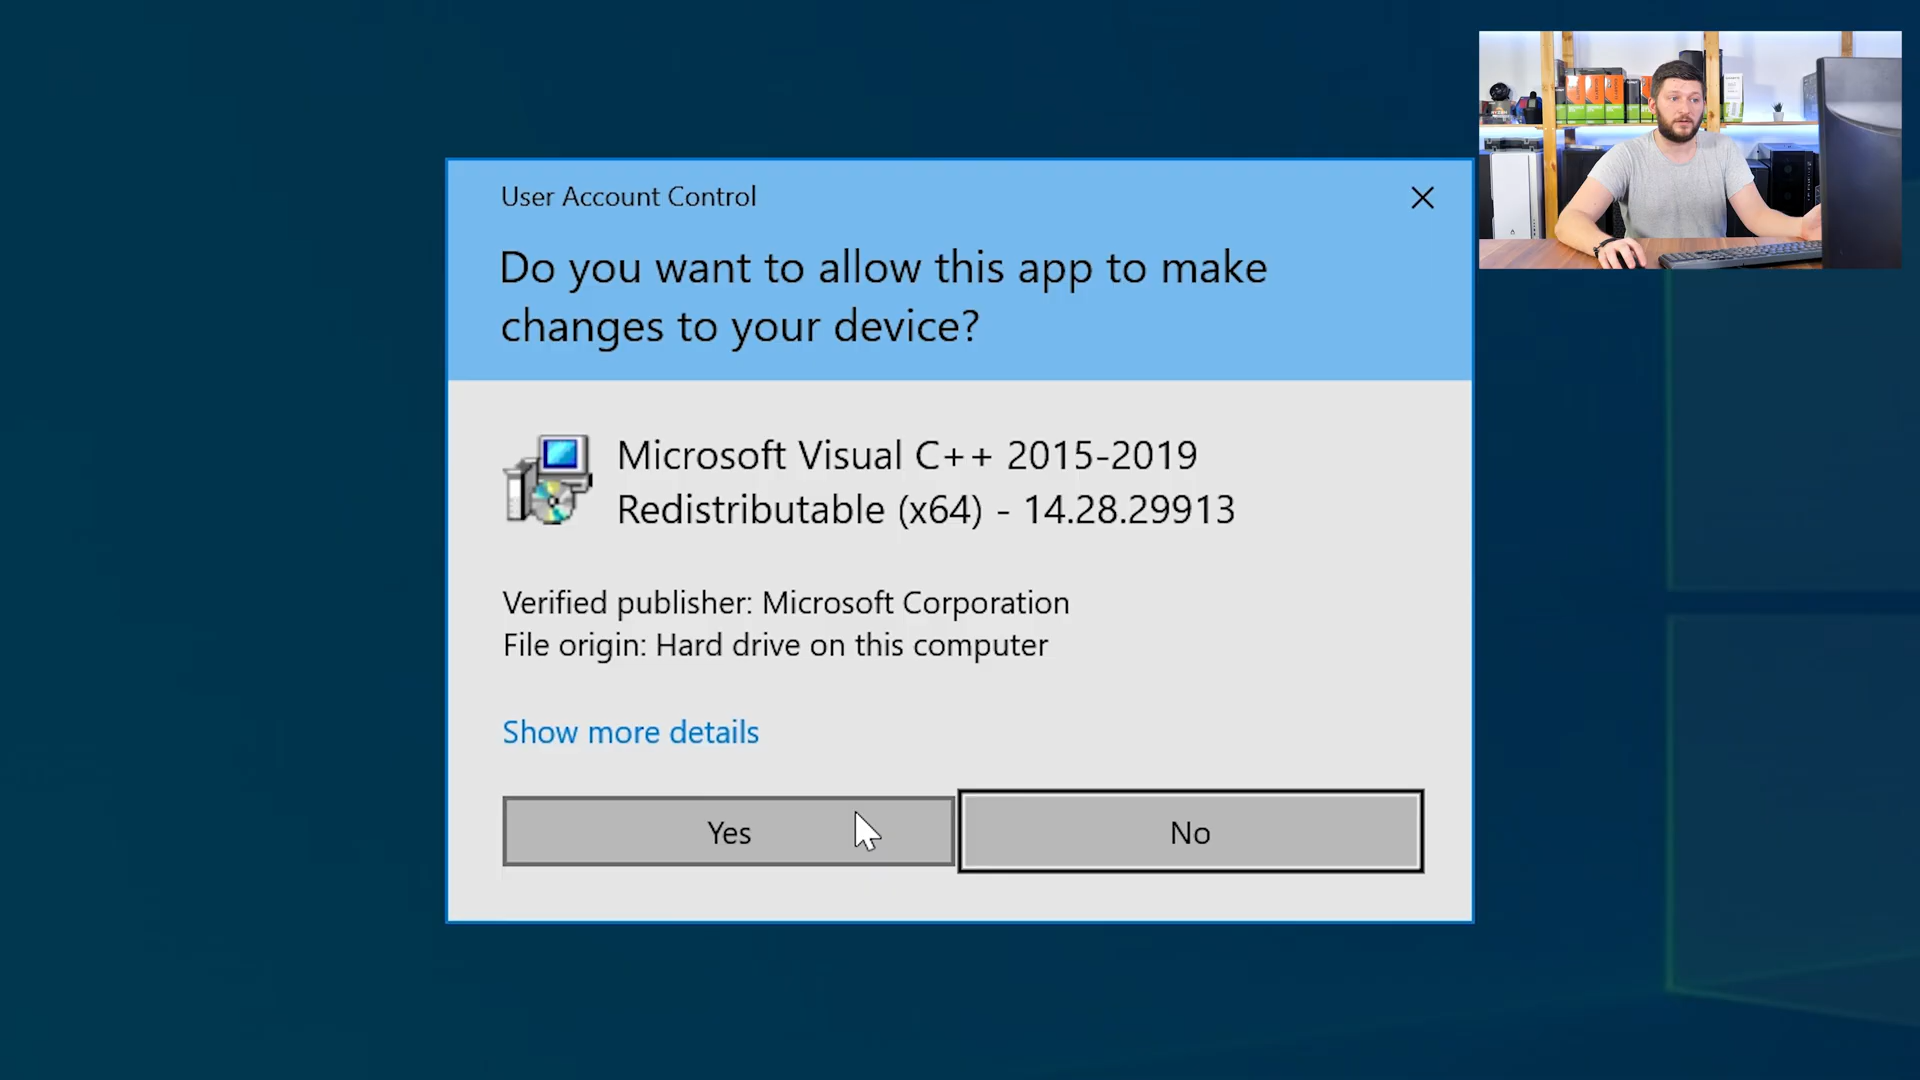 User Account Control
Do you want to allow this app to make
changes to your device?
Microsoft Visual C++ 2015-2019
Redistributable (x64) - 14.28.29913
Verified publisher: Microsoft Corporation
File origin: Hard drive on this computer
Show more details
Yes
No